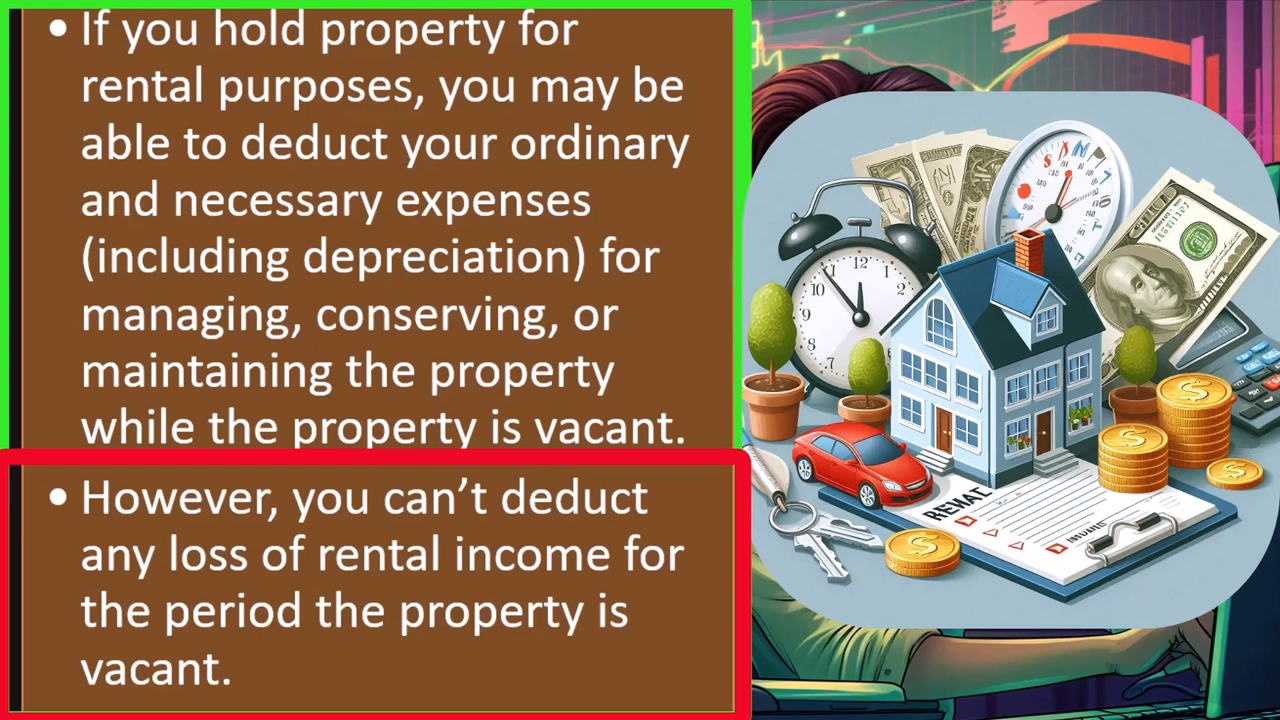 • If you hold property for
rental purposes, you may be
able to deduct your ordinary
and necessary expenses
(including depreciation) for
managing, conserving, or
maintaining the property
while the property is vacant.
• However, you can’t deduct
any loss of rental income for
the period the property is
vacant.
12
10